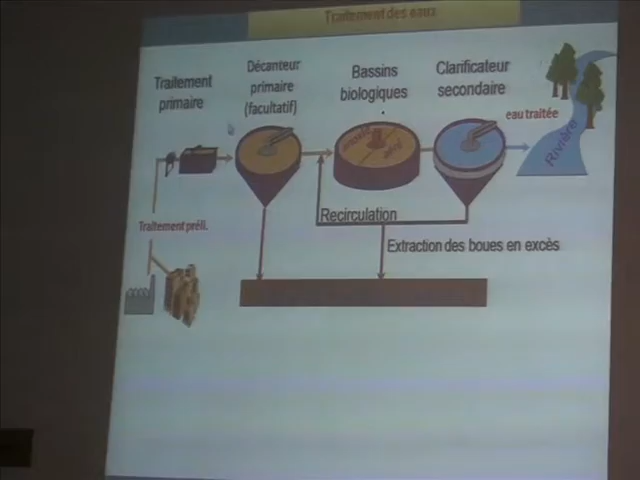 Traitement des eaux
Traitement
primaire
Décanteur
primaire
(facultatif)
Bassins
biologiques
Clarificateur
secondaire
eau traitée
Rivière
Traitement préli.
Recirculation
Extraction des boues en excès